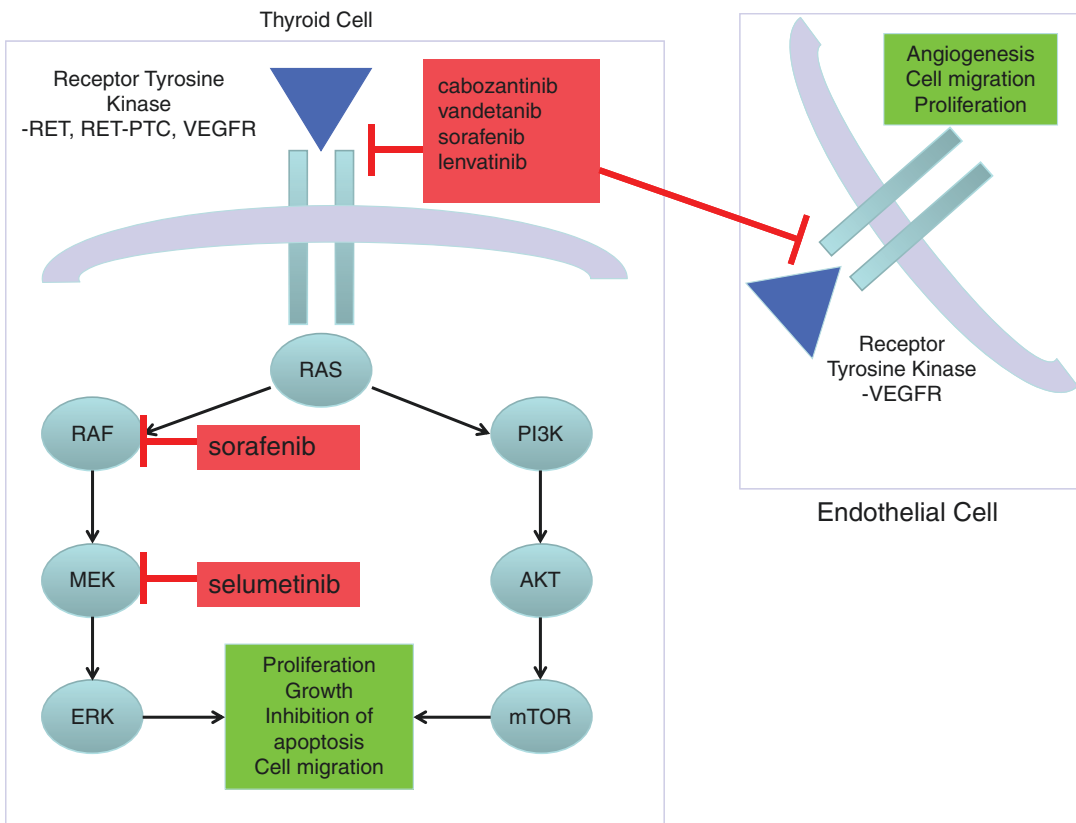 Thyroid Cell
Receptor Tyrosine
Kinase
-RET, RET-PTC, VEGFR
cabozantinib
vandetanib
sorafenib
lenvatinib
RAS
RAF
sorafenib
PI3K
MEK
selumetinib
AKT
ERK
Proliferation
Growth
Inhibition of
apoptosis
Cell migration
mTOR
Angiogenesis
Cell migration
Proliferation
Receptor
Tyrosine Kinase
-VEGFR
Endothelial Cell